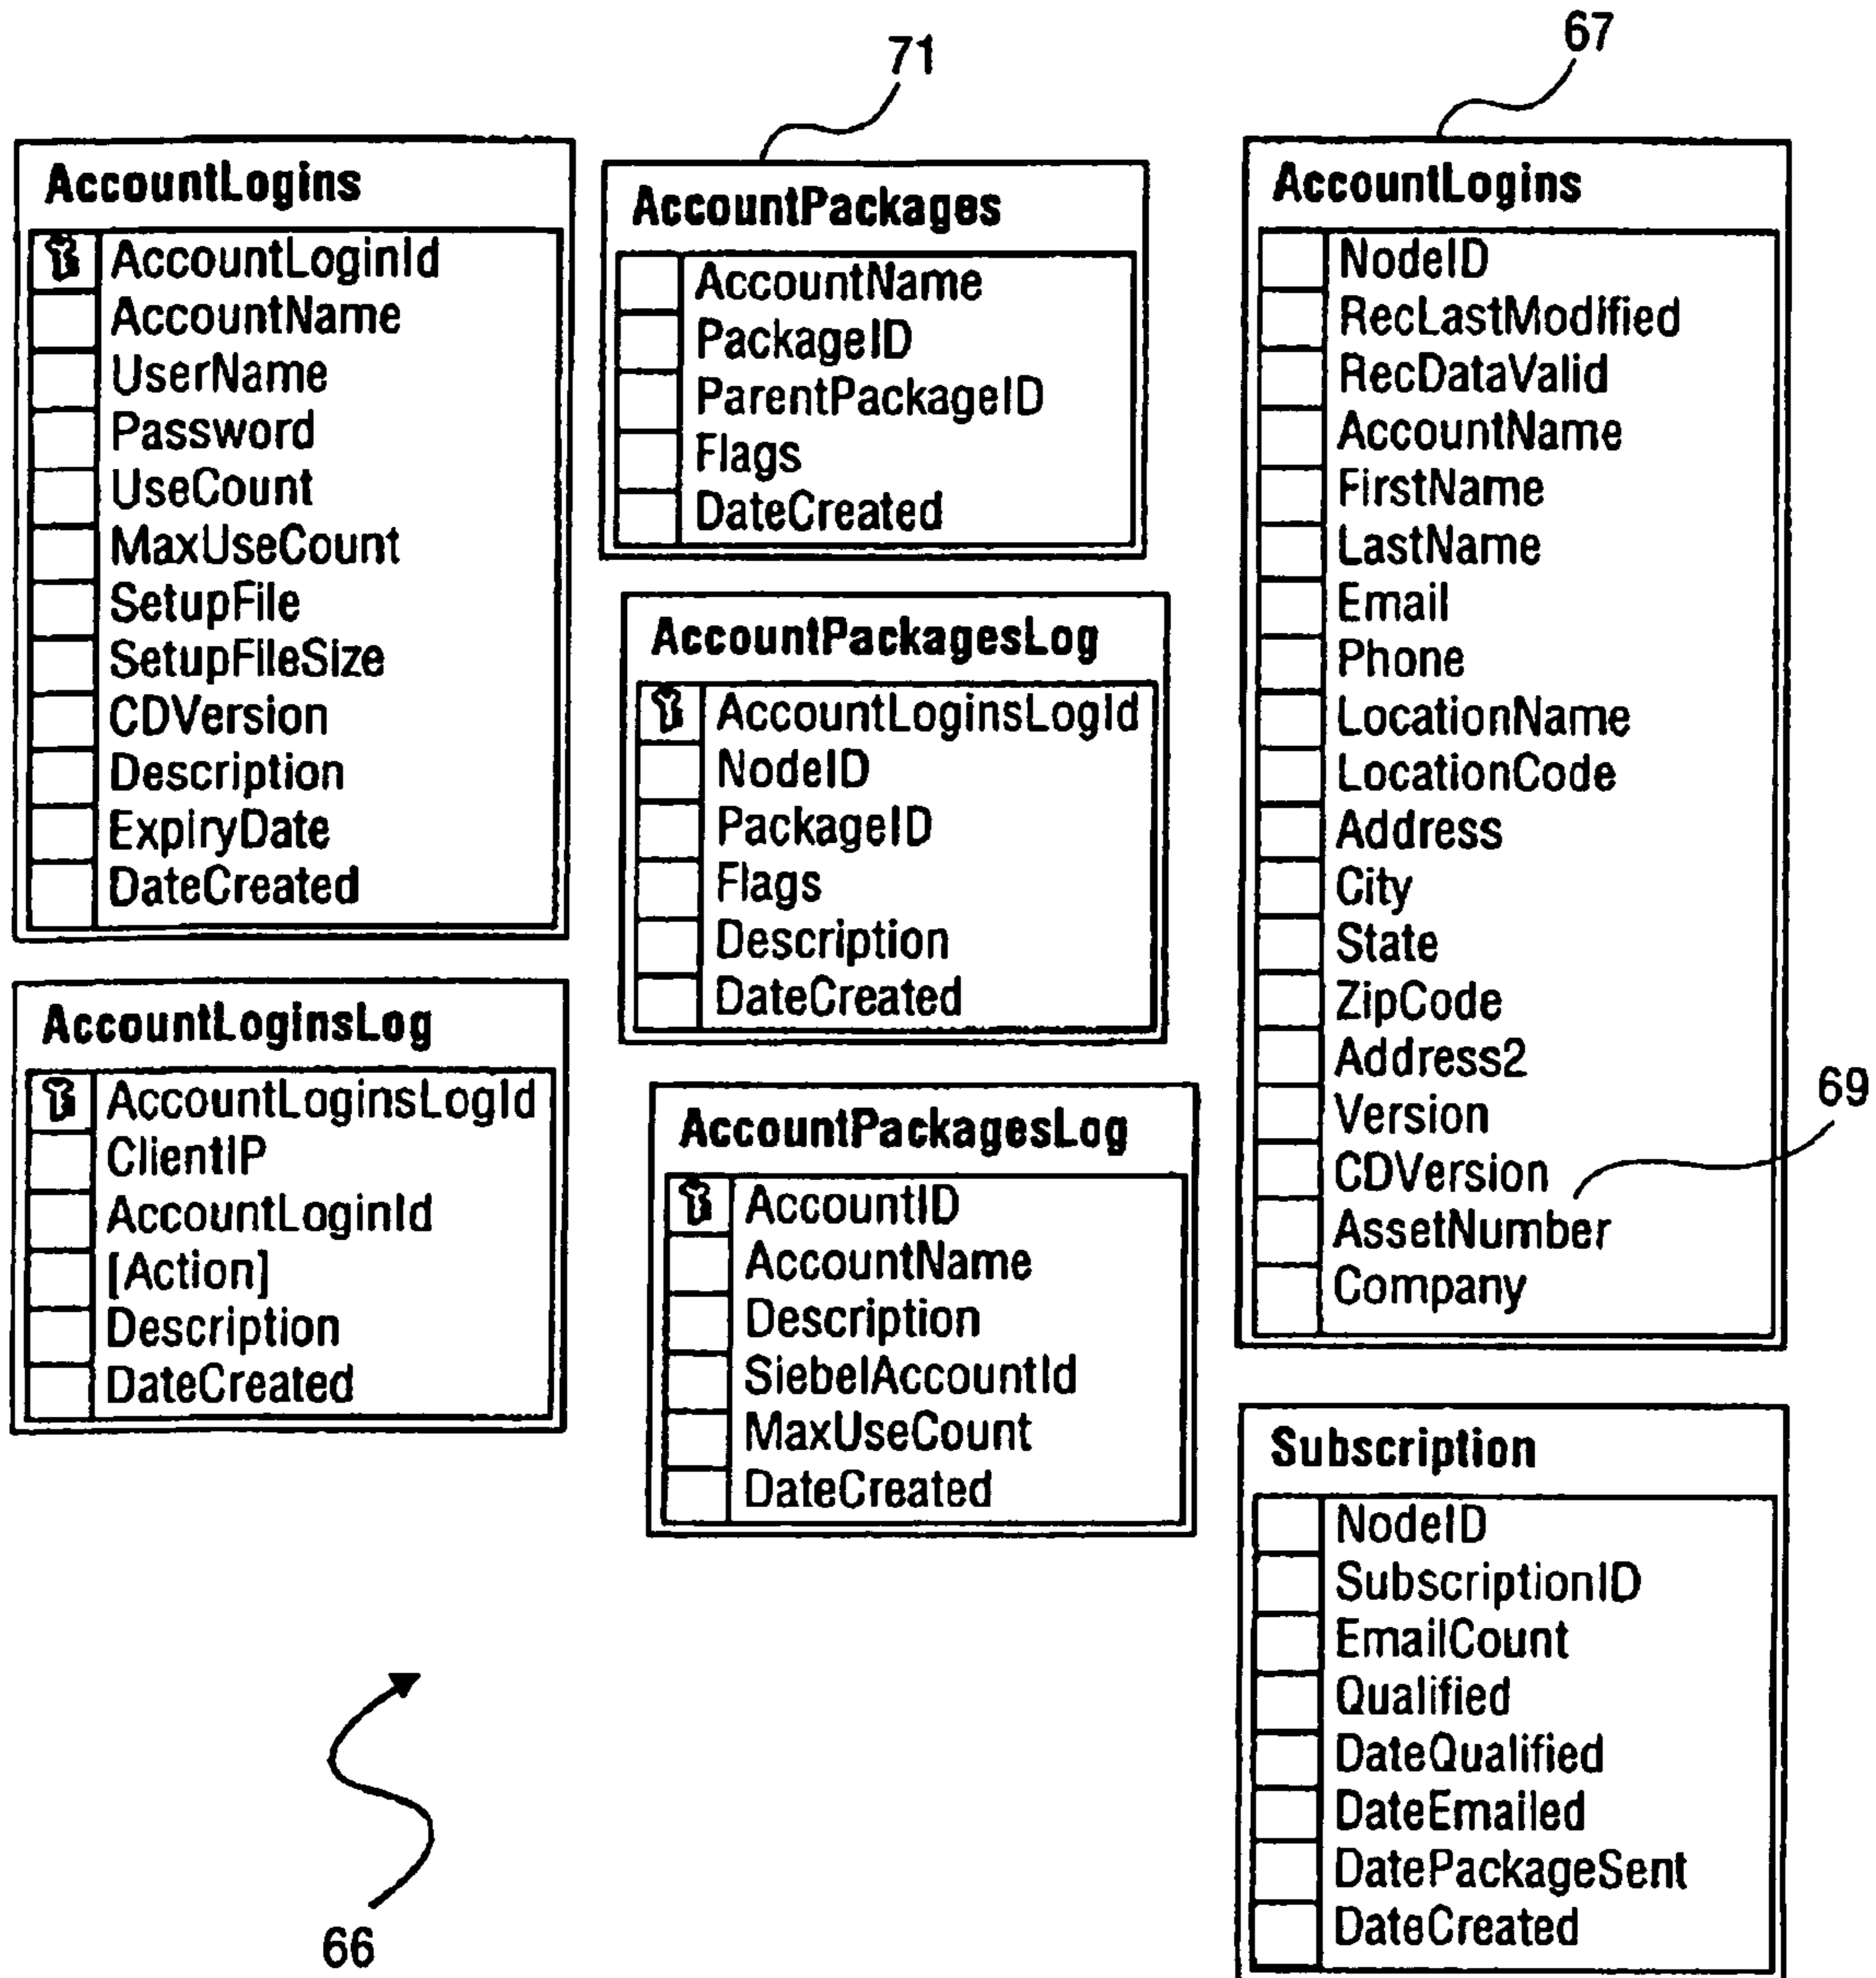 71
67
AccountLogins
AccountLoginId
AccountName
UserName
Password
UseCount
MaxUseCount
SetupFile
SetupFileSize
CDVersion
Description
ExpiryDate
DateCreated
AccountLoginsLog
AccountLoginsLogId
ClientIP
AccountLoginId
[Action]
Description
DateCreated
66
AccountPackages
AccountName
PackageID
ParentPackageID
Flags
DateCreated
AccountPackagesLog
AccountLoginsLogId
NodeID
PackageID
Flags
Description
DateCreated
AccountPackagesLog
AccountID
AccountName
Description
SiebelAccountId
MaxUseCount
DateCreated
AccountLogins
NodeID
RecLastModified
RecDataValid
AccountName
FirstName
LastName
Email
Phone
LocationName
LocationCode
Address
City
State
ZipCode
Address2
Version
CDVersion
AssetNumber
Company
69
Subscription
NodeID
SubscriptionID
EmailCount
Qualified
DateQualified
DateEmailed
DatePackageSent
DateCreated